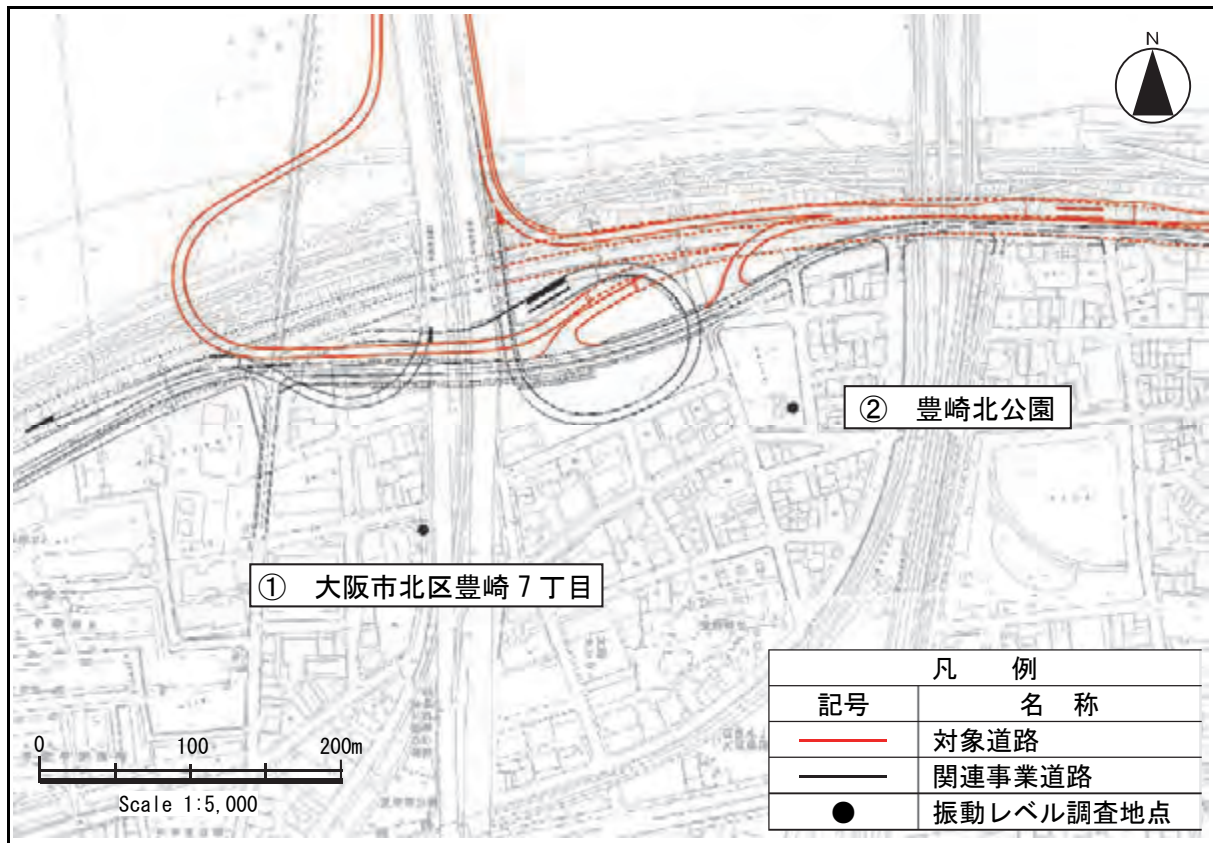 N
② 豊崎北公園
① 大阪市北区豊崎7丁目
0 100 200m
Scale 1:5,000
凡 例
記号 名 称
対象道路
関連事業道路
振動レベル調査地点